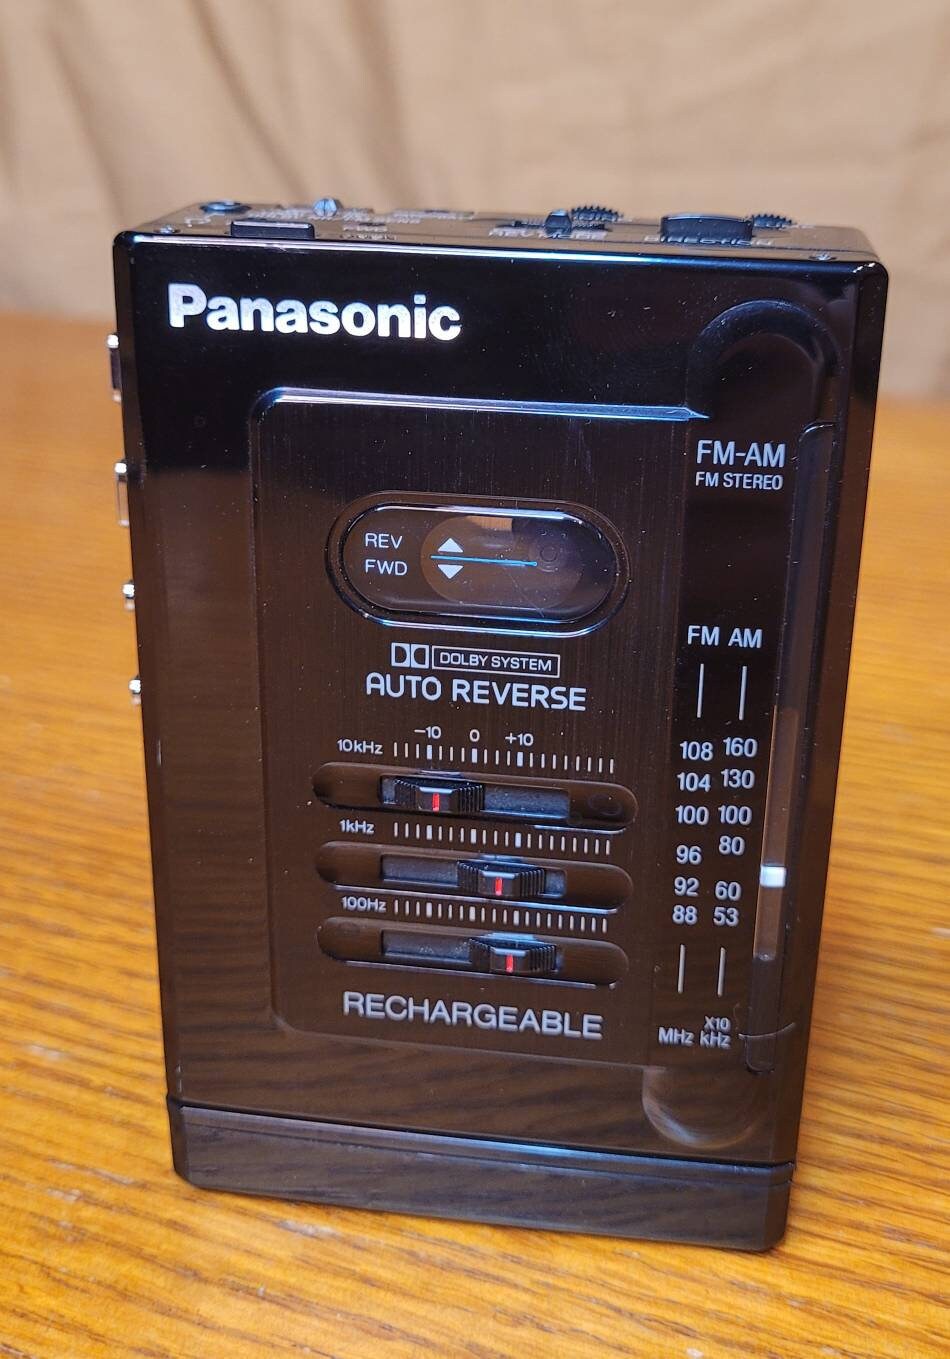 DIRECTION
Panasonic
FM-AM
FM STEREO
REV
FWD
DOLBY SYSTEM
AUTO REVERSE
FM AM
-10 0 +10
10kHz
108 160
104 130
100 100
1kHz
96 80
92 60
100Hz
88 53
RECHARGEABLE
X10
MHz kHz